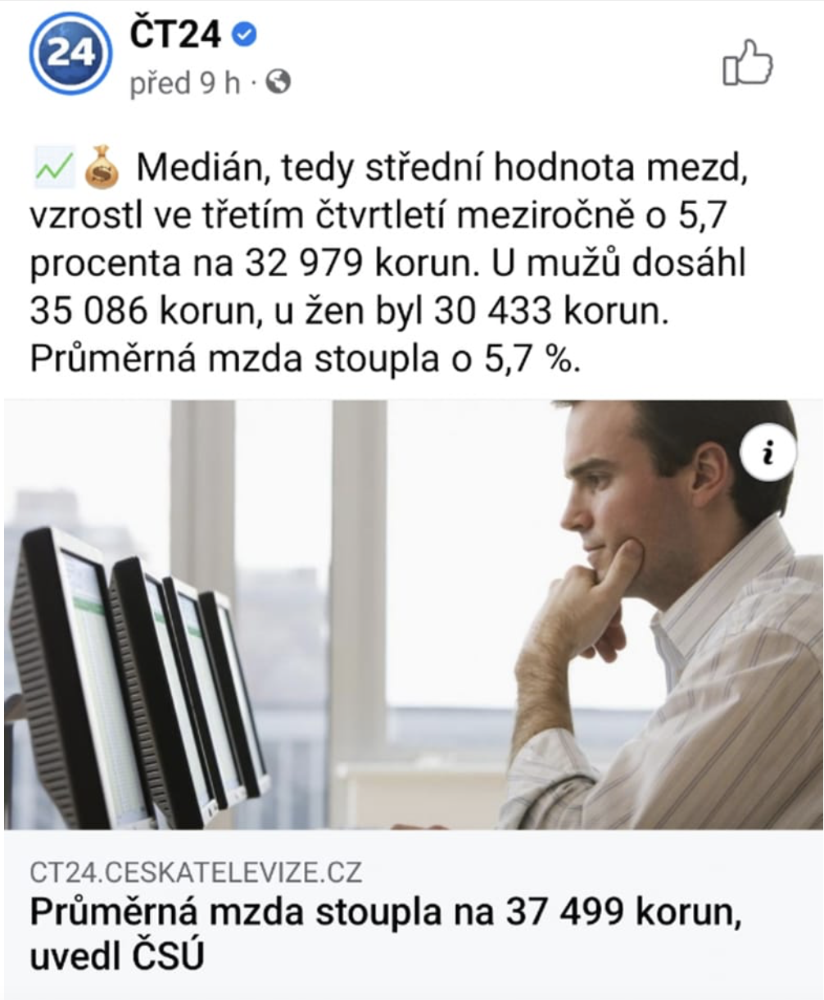 24
ČT24
před 9 h ·
📈💰 Medián, tedy střední hodnota mezd,
vzrostl ve třetím čtvrtletí meziročně o 5,7
procenta na 32 979 korun. U mužů dosáhl
35 086 korun, u žen byl 30 433 korun.
Průměrná mzda stoupla o 5,7 %.
i
CT24.CESKATELEVIZE.CZ
Průměrná mzda stoupla na 37 499 korun,
uvedl ČSÚ